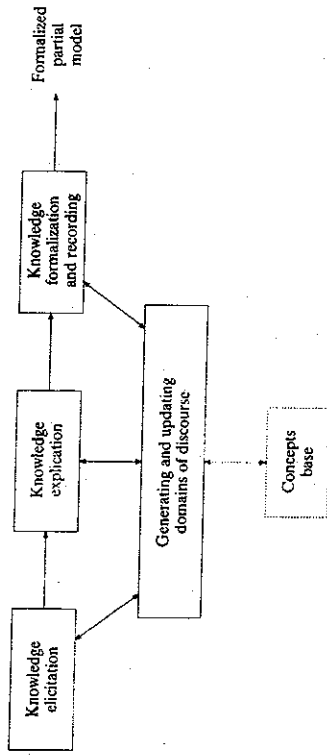 Knowledge
elicitation
Knowledge
explication
Knowledge
formalization
and recording
Formalized
partial
model
Generating and updating
domains of discourse
Concepts
base